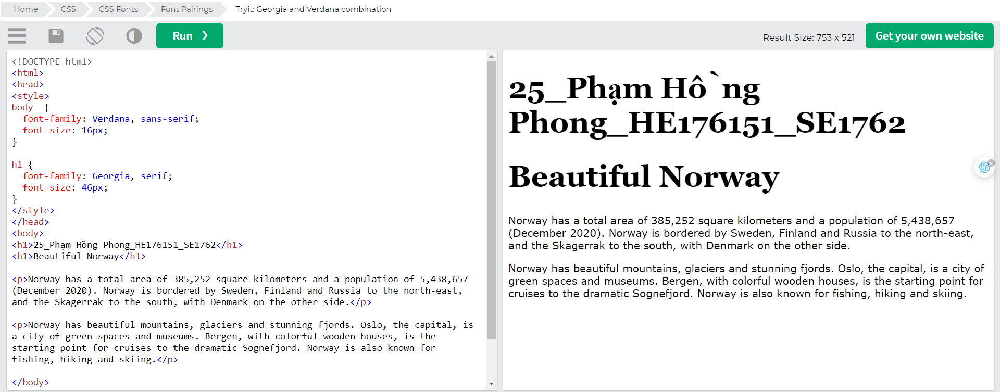 Home CSS CSS Fonts Font Pairings Tryit: Georgia and Verdana combination
Run ❯ Result Size: 753 x 521 Get your own website
<!DOCTYPE html>
<html>
<head>
<style>
body  {
  font-family: Verdana, sans-serif;
  font-size: 16px;
}
h1 {
  font-family: Georgia, serif;
  font-size: 46px;
}
</style>
</head>
<body>
<h1>25_Phạm Hồng Phong_HE176151_SE1762</h1>
<h1>Beautiful Norway</h1>
<p>Norway has a total area of 385,252 square kilometers and a population of 5,438,657
(December 2020). Norway is bordered by Sweden, Finland and Russia to the north-east,
and the Skagerrak to the south, with Denmark on the other side.</p>
<p>Norway has beautiful mountains, glaciers and stunning fjords. Oslo, the capital, is
a city of green spaces and museums. Bergen, with colorful wooden houses, is the
starting point for cruises to the dramatic Sognefjord. Norway is also known for
fishing, hiking and skiing.</p>
</body>
25_Phạm Hồng
Phong_HE176151_SE1762
Beautiful Norway
Norway has a total area of 385,252 square kilometers and a population of 5,438,657
(December 2020). Norway is bordered by Sweden, Finland and Russia to the north-east,
and the Skagerrak to the south, with Denmark on the other side.
Norway has beautiful mountains, glaciers and stunning fjords. Oslo, the capital, is a city of
green spaces and museums. Bergen, with colorful wooden houses, is the starting point for
cruises to the dramatic Sognefjord. Norway is also known for fishing, hiking and skiing.